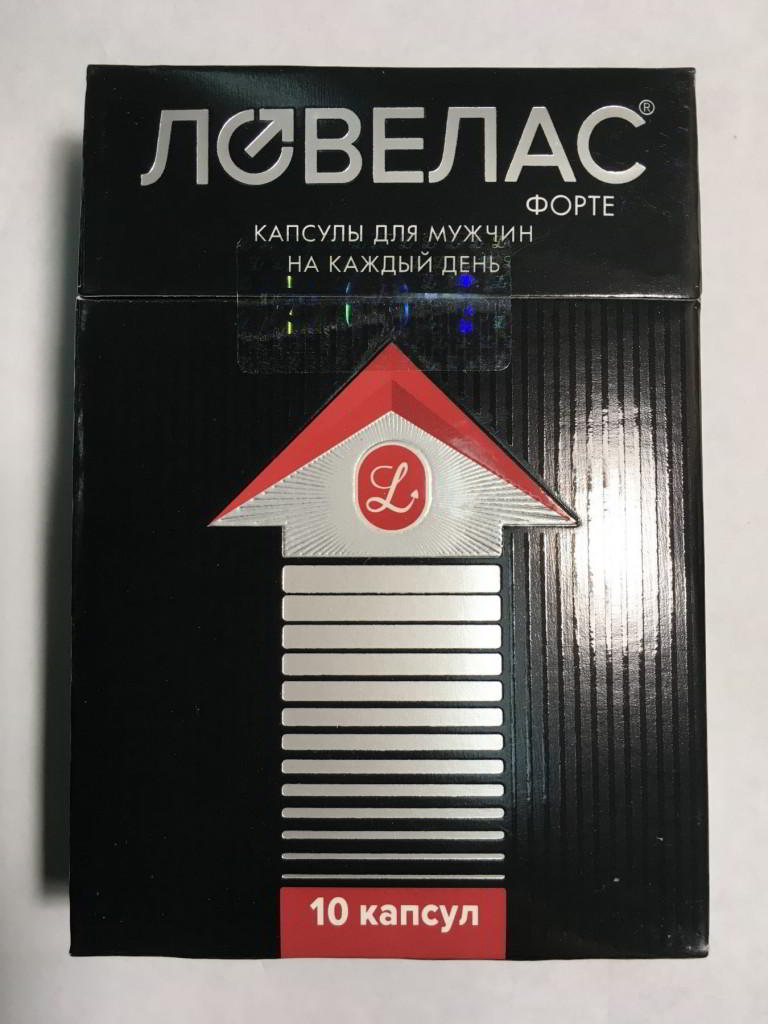 ЛОВЕЛАС®
ФОРТЕ
КАПСУЛЫ ДЛЯ МУЖЧИН
НА КАЖДЫЙ ДЕНЬ
L
10 капсул